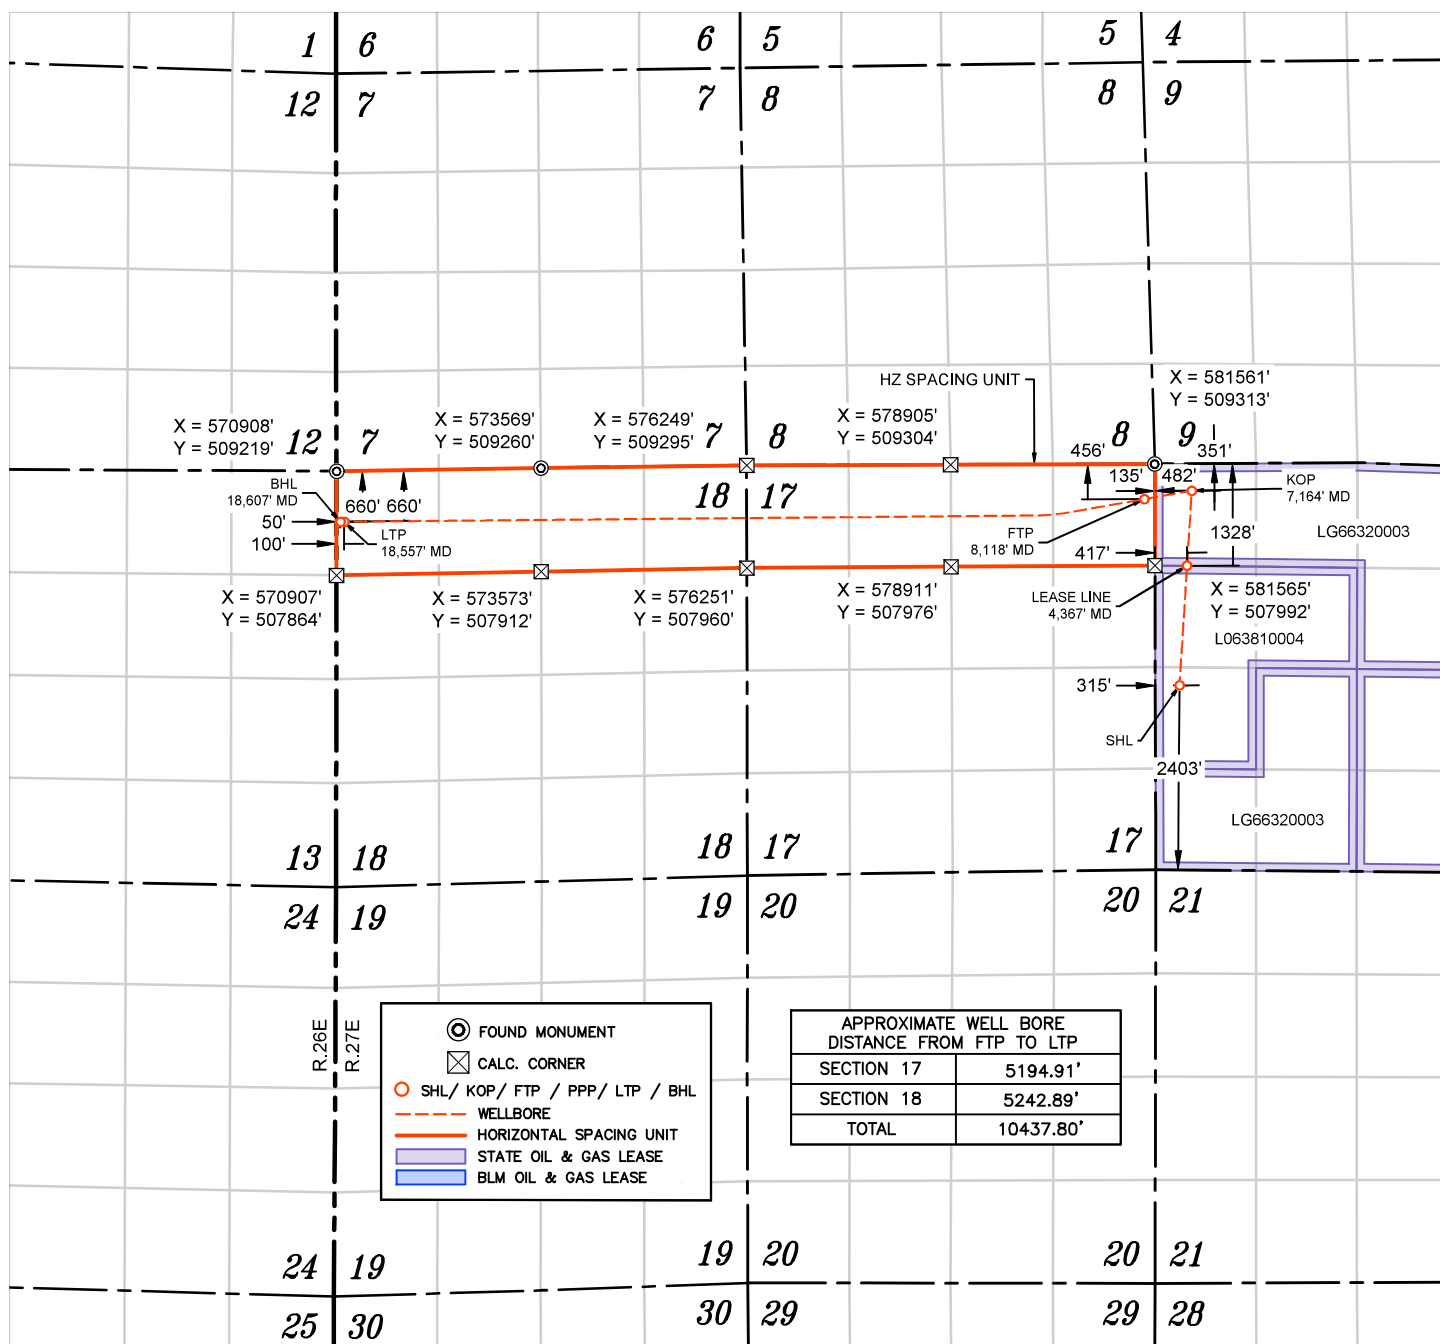 1 6
6 5
5 4
12 7
7 8
8 9
HZ SPACING UNIT
X = 581561'
Y = 509313'
X = 570908'
Y = 509219'
12 7
X = 573569'
Y = 509260'
X = 576249'
Y = 509295'
7 8
X = 578905'
Y = 509304'
8 9
456'
351'
135'
482'
KOP
7,164' MD
BHL
18,607' MD
660' 660'
18 17
50'
100'
LTP
18,557' MD
FTP
8,118' MD
1328'
LG66320003
417'
LEASE LINE
4,367' MD
X = 570907'
Y = 507864'
X = 573573'
Y = 507912'
X = 576251'
Y = 507960'
X = 578911'
Y = 507976'
X = 581565'
Y = 507992'
L063810004
315'
SHL
2403'
LG66320003
13 18
18 17
17
24 19
19 20
20 21
R.26E
R.27E
FOUND MONUMENT
CALC. CORNER
SHL/ KOP/ FTP / PPP/ LTP / BHL
WELLBORE
HORIZONTAL SPACING UNIT
STATE OIL & GAS LEASE
BLM OIL & GAS LEASE
APPROXIMATE WELL BORE
DISTANCE FROM FTP TO LTP
SECTION 17 5194.91'
SECTION 18 5242.89'
TOTAL 10437.80'
24 19
19 20
20 21
25 30
30 29
29 28